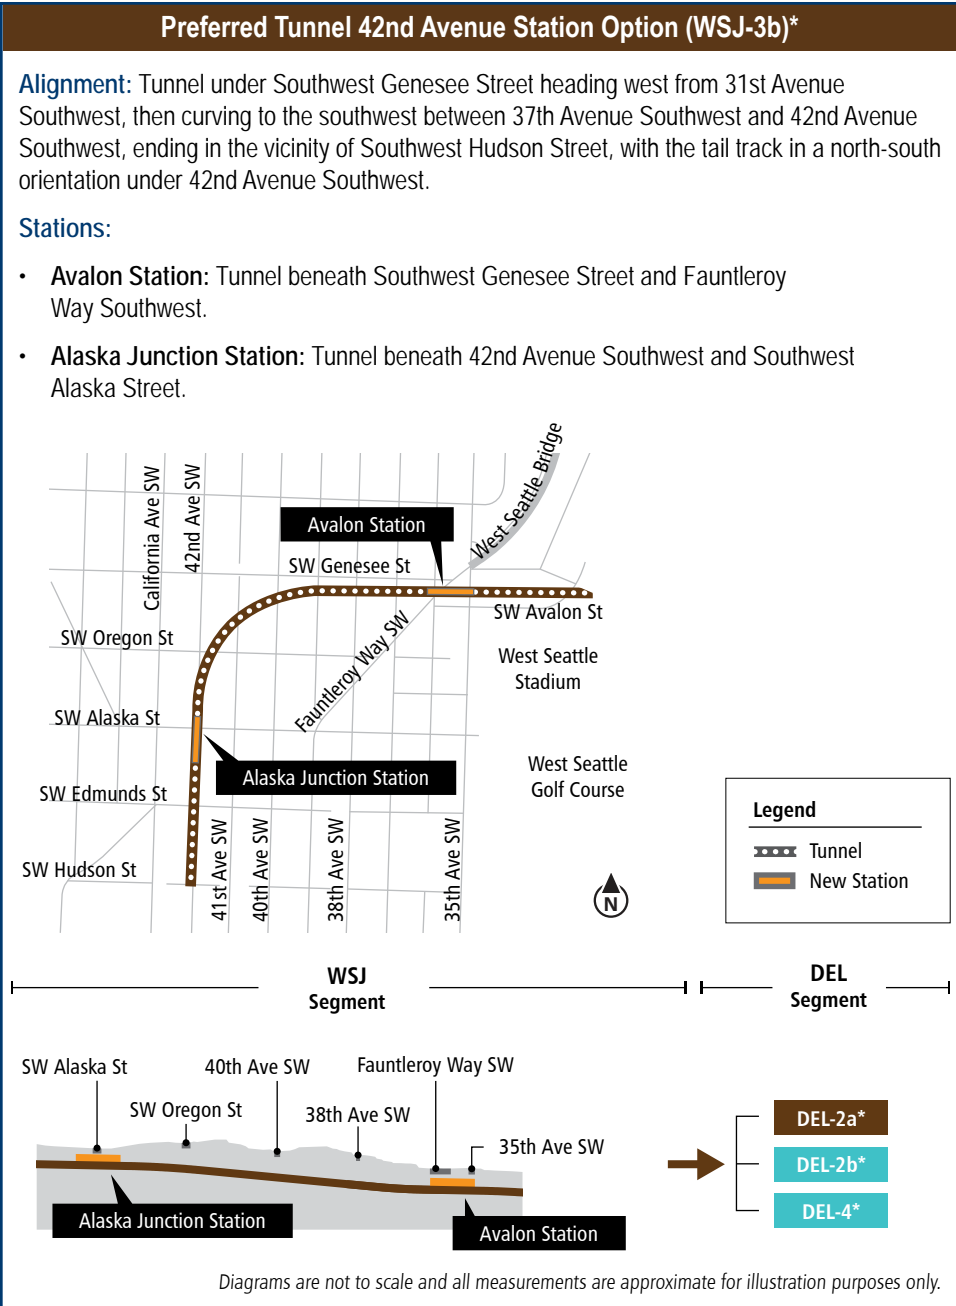 Preferred Tunnel 42nd Avenue Station Option (WSJ-3b)*
Alignment: Tunnel under Southwest Genesee Street heading west from 31st Avenue
Southwest, then curving to the southwest between 37th Avenue Southwest and 42nd Avenue
Southwest, ending in the vicinity of Southwest Hudson Street, with the tail track in a north-south
orientation under 42nd Avenue Southwest.
Stations:
• Avalon Station: Tunnel beneath Southwest Genesee Street and Fauntleroy
Way Southwest.
• Alaska Junction Station: Tunnel beneath 42nd Avenue Southwest and Southwest
Alaska Street.
California Ave SW
42nd Ave SW
West Seattle Bridge
Avalon Station
SW Genesee St
SW Avalon St
SW Oregon St
Fauntleroy Way SW
West Seattle
Stadium
SW Alaska St
Alaska Junction Station
West Seattle
Golf Course
SW Edmunds St
SW Hudson St
41st Ave SW
40th Ave SW
38th Ave SW
35th Ave SW
N
Legend
Tunnel
New Station
WSJ
Segment
DEL
Segment
SW Alaska St
40th Ave SW
Fauntleroy Way SW
SW Oregon St
38th Ave SW
35th Ave SW
Alaska Junction Station
Avalon Station
DEL-2a*
DEL-2b*
DEL-4*
Diagrams are not to scale and all measurements are approximate for illustration purposes only.